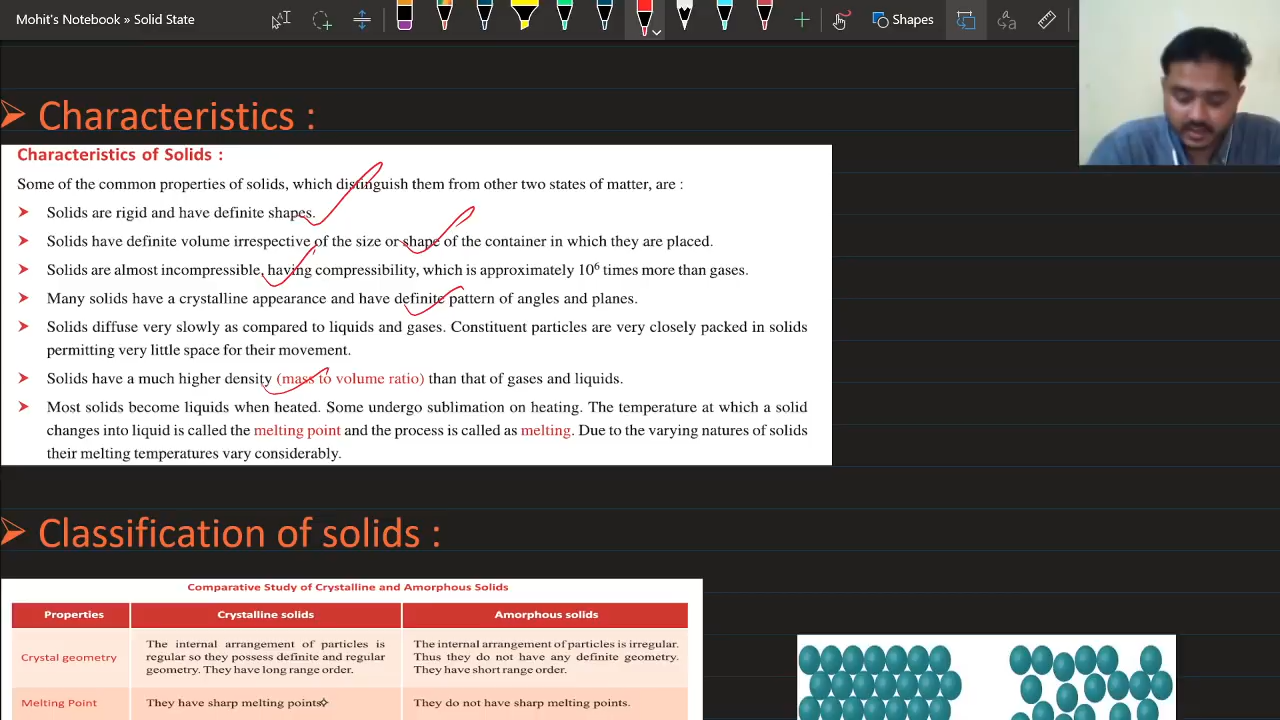 Mohit's Notebook » Solid State
Shapes
Characteristics :
Characteristics of Solids :
Some of the common properties of solids, which distinguish them from other two states of matter, are :
Solids are rigid and have definite shapes.
Solids have definite volume irrespective of the size or shape of the container in which they are placed.
Solids are almost incompressible, having compressibility, which is approximately 10⁶ times more than gases.
Many solids have a crystalline appearance and have definite pattern of angles and planes.
Solids diffuse very slowly as compared to liquids and gases. Constituent particles are very closely packed in solids
permitting very little space for their movement.
Solids have a much higher density (mass to volume ratio) than that of gases and liquids.
Most solids become liquids when heated. Some undergo sublimation on heating. The temperature at which a solid
changes into liquid is called the melting point and the process is called as melting. Due to the varying natures of solids
their melting temperatures vary considerably.
Classification of solids :
Comparative Study of Crystalline and Amorphous Solids
Properties Crystalline solids Amorphous solids
Crystal geometry
The internal arrangement of particles is
regular so they possess definite and regular
geometry. They have long range order.
The internal arrangement of particles is irregular.
Thus they do not have any definite geometry.
They have short range order.
Melting Point They have sharp melting points They do not have sharp melting points.